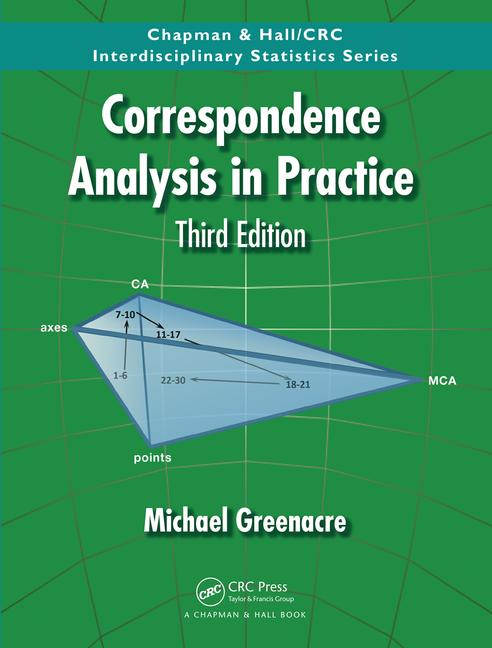 Chapman & Hall/CRC
Interdisciplinary Statistics Series
Correspondence
Analysis in Practice
Third Edition
CA
7-10
axes
11-17
1-6
22-30
18-21
MCA
points
Michael Greenacre
CRC
CRC Press
Taylor & Francis Group
A CHAPMAN & HALL BOOK